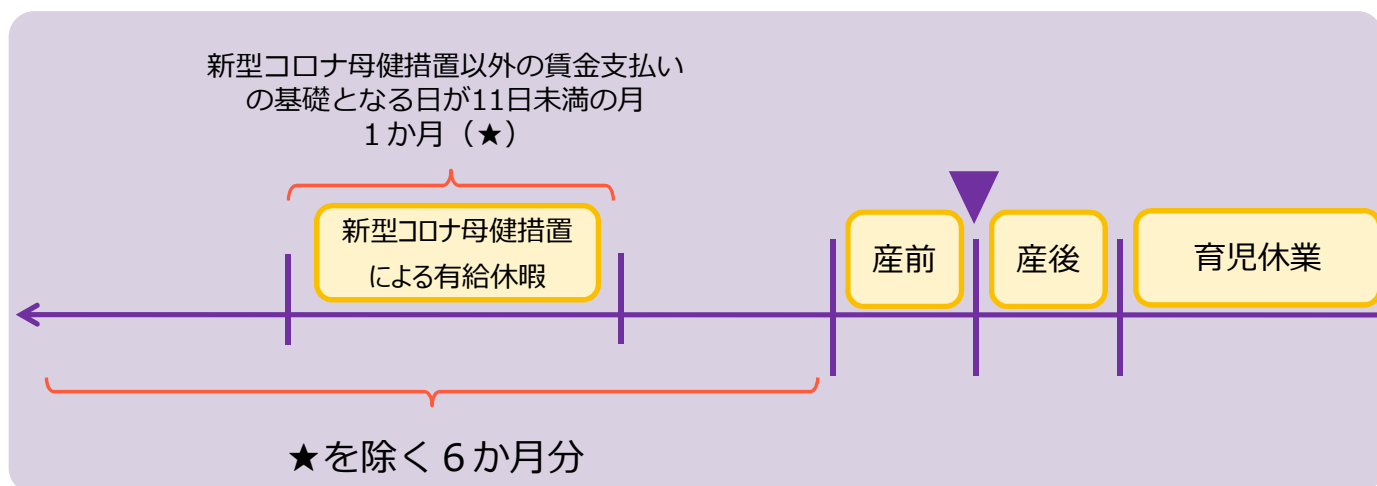 新型コロナ母健措置以外の賃金支払い
の基礎となる日が11日未満の月
１か月（★）
新型コロナ母健措置
による有給休暇
産前
産後
育児休業
★を除く６か月分